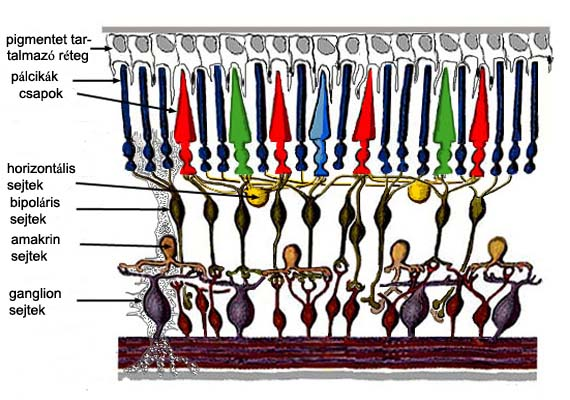 pigmentet tar-
talmazó réteg
pálcikák
csapok
horizontális
sejtek
bipoláris
sejtek
amakrin
sejtek
ganglion
sejtek